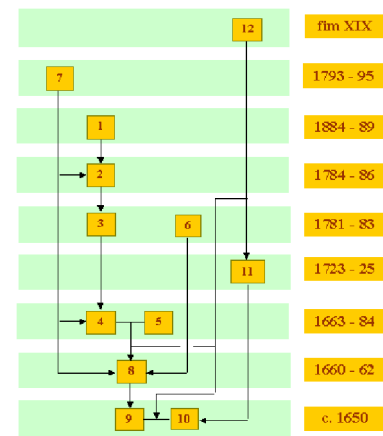 12 fim XIX
7 1793 - 95
1 1884 - 89
2 1784 - 86
3 6 1781 - 83
11 1723 - 25
4 5 1663 - 84
8 1660 - 62
9 10 c. 1650